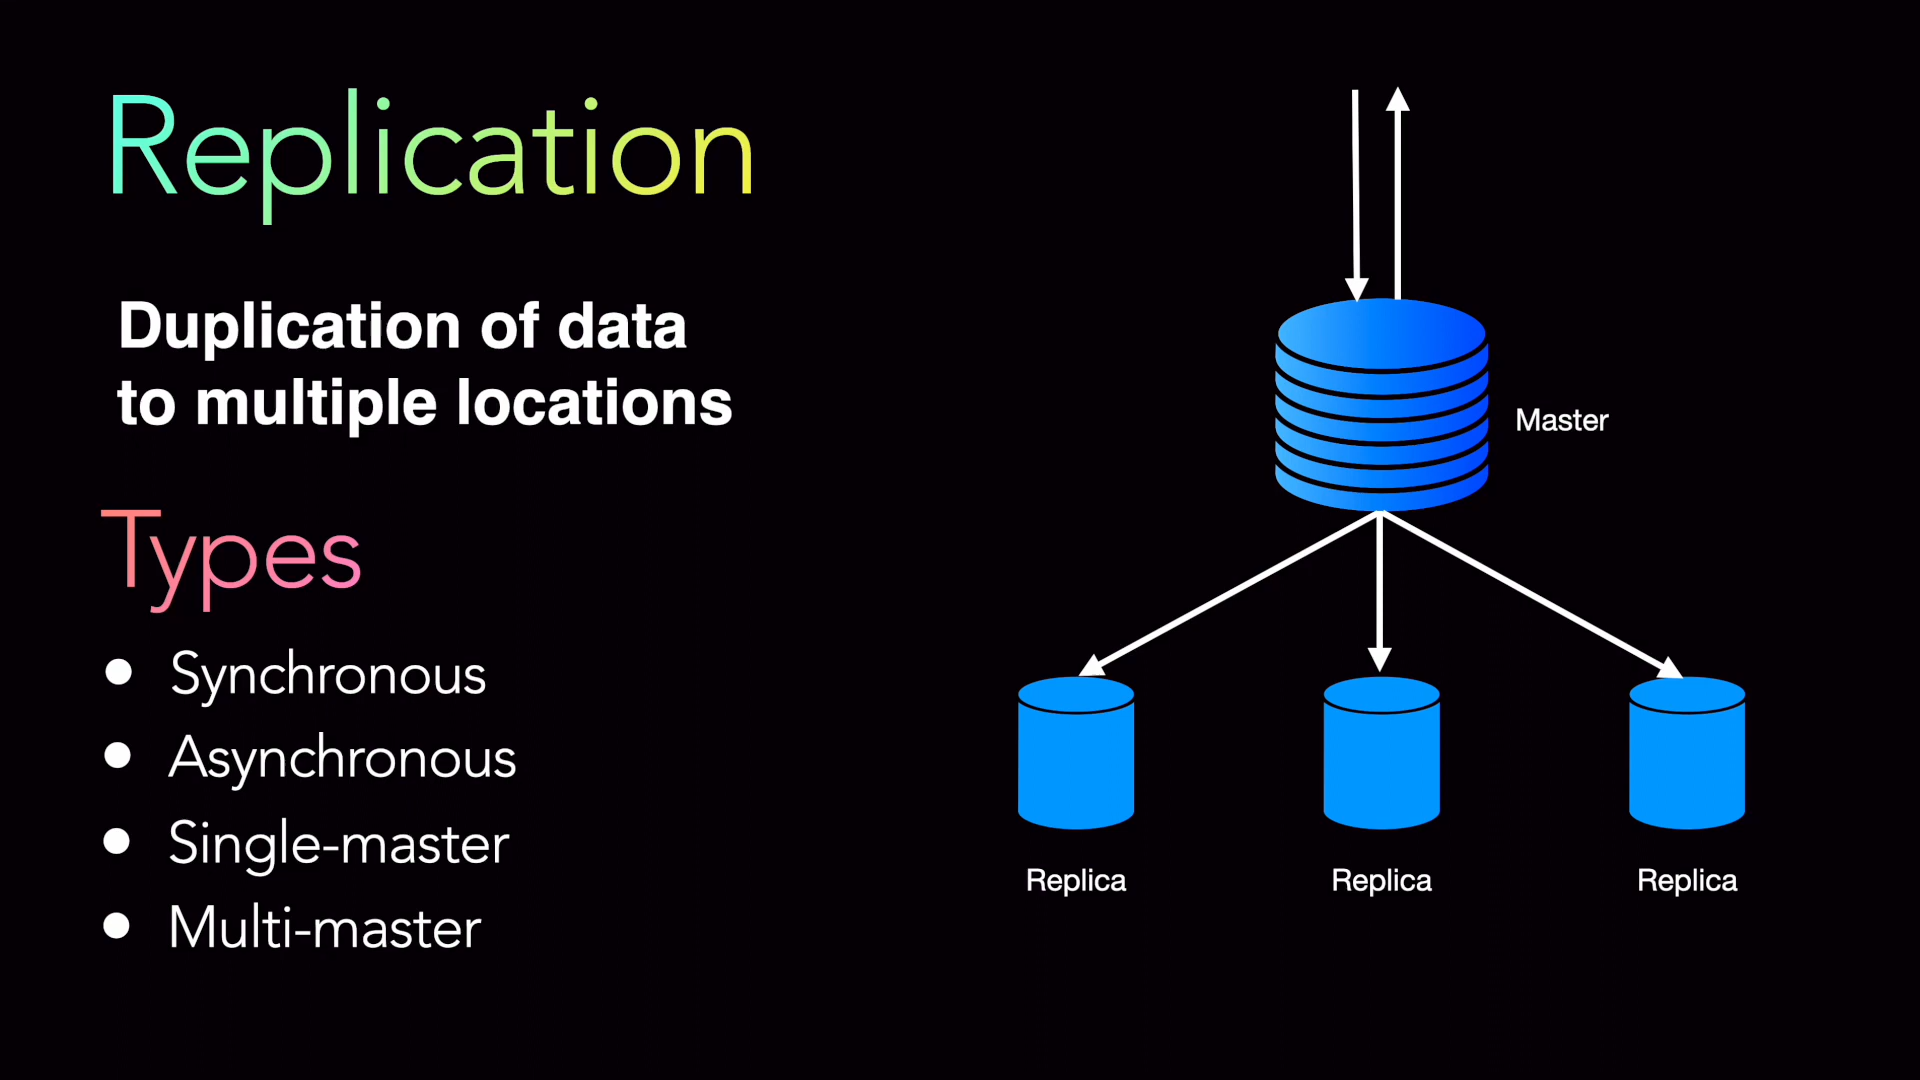 Replication
Duplication of data
to multiple locations
Types
• Synchronous
• Asynchronous
• Single-master
• Multi-master
Master
Replica
Replica
Replica